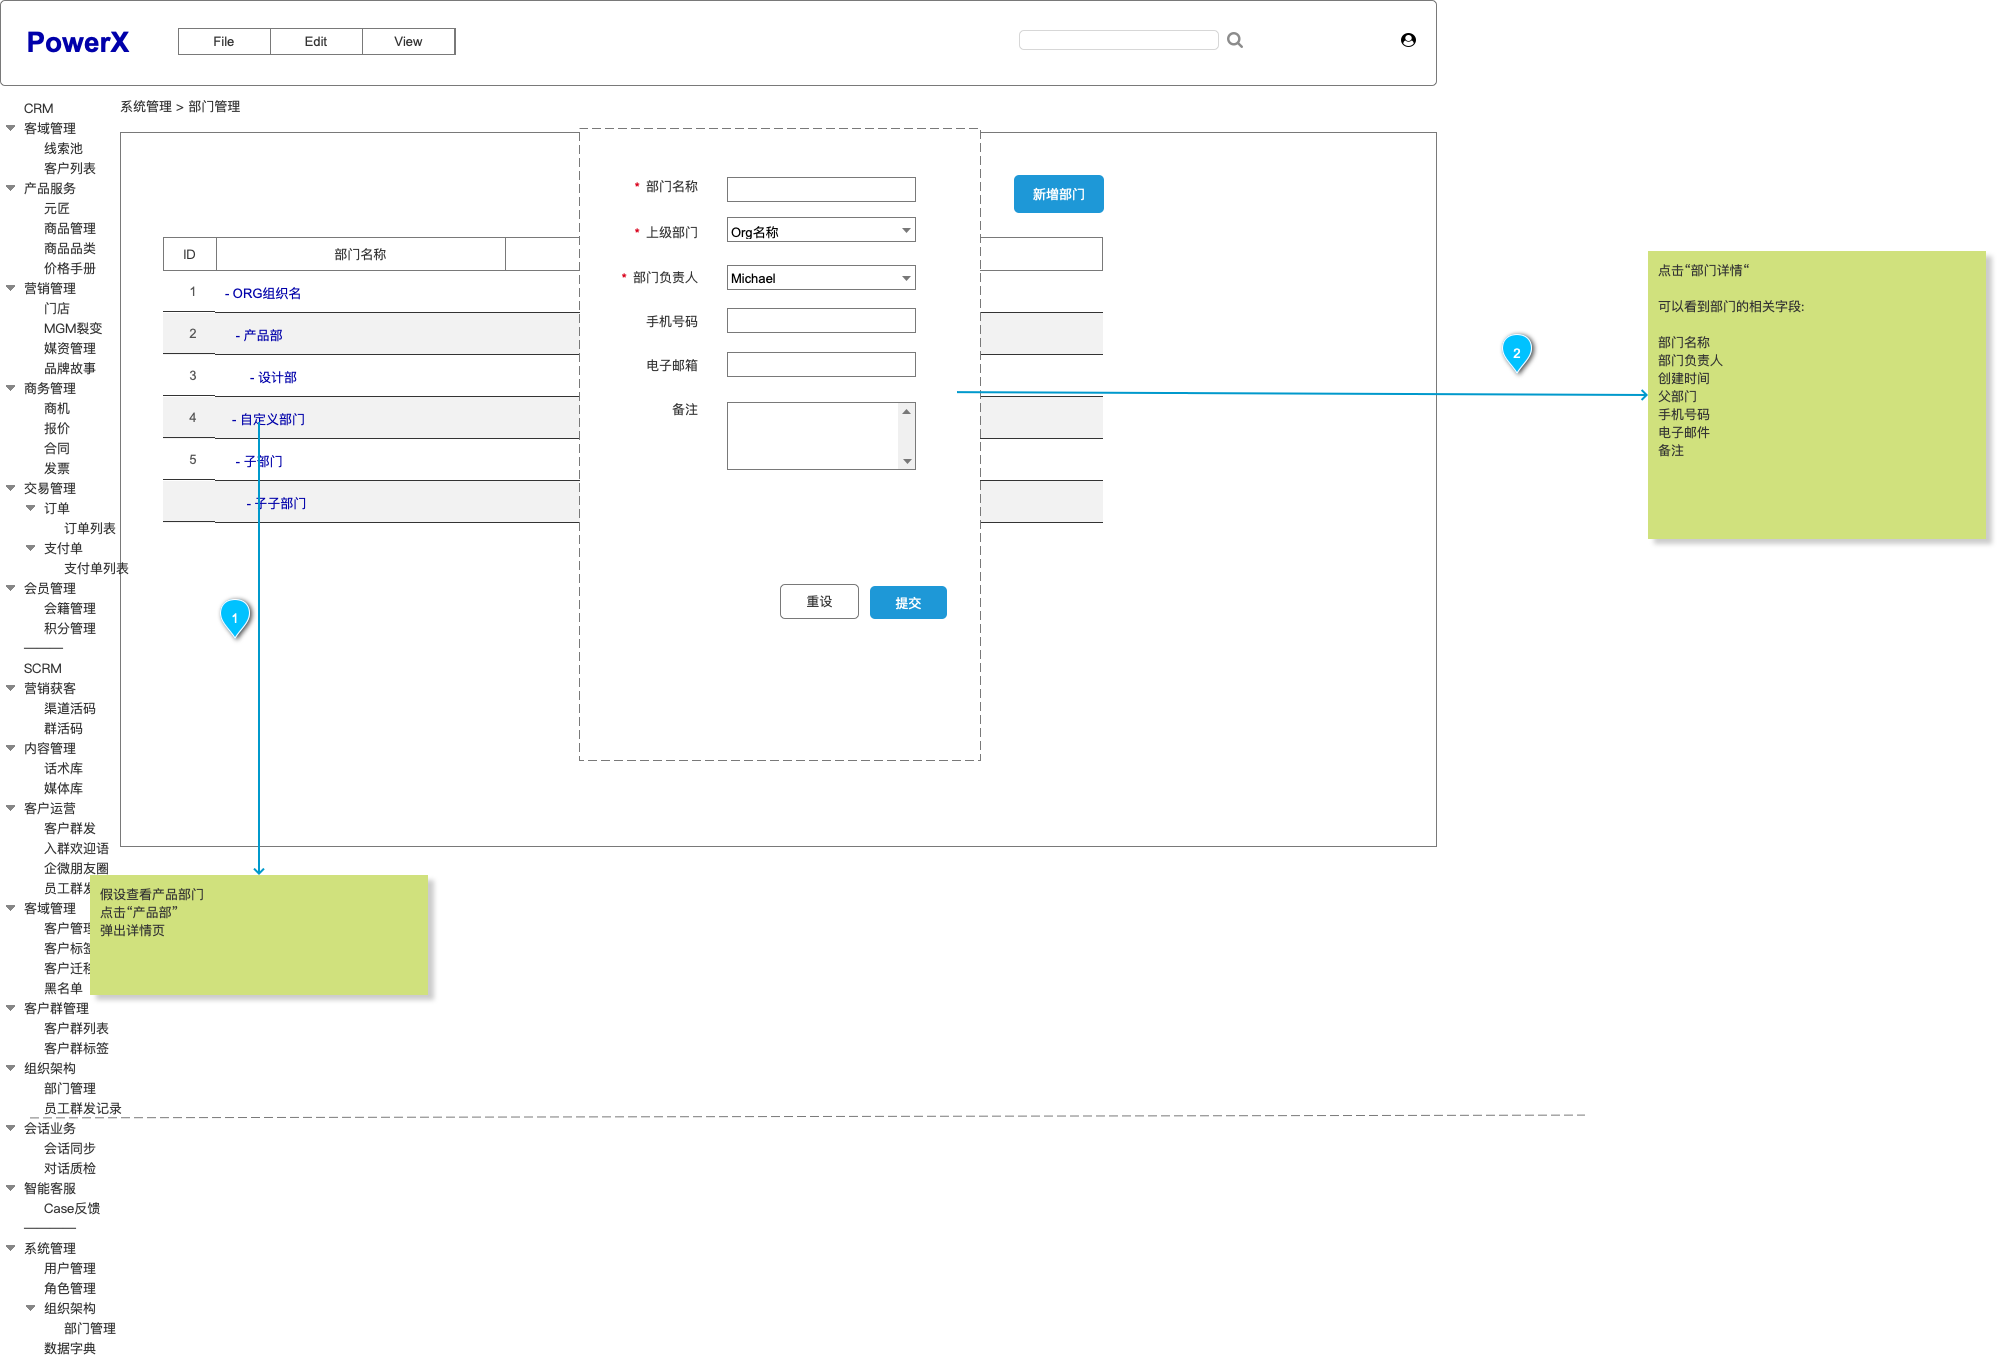 PowerX
File
Edit
View
系统管理 > 部门管理
CRM
客域管理
线索池
客户列表
产品服务
元匠
商品管理
商品品类
价格手册
营销管理
门店
MGM裂变
媒资管理
品牌故事
商务管理
商机
报价
合同
发票
交易管理
订单
订单列表
支付单
支付单列表
会员管理
会籍管理
积分管理
SCRM
营销获客
渠道活码
群活码
内容管理
话术库
媒体库
客户运营
客户群发
入群欢迎语
企微朋友圈
员工群发
客域管理
客户管理
客户标签
客户迁移
黑名单
客户群管理
客户群列表
客户群标签
组织架构
部门管理
员工群发记录
会话业务
会话同步
对话质检
智能客服
Case反馈
系统管理
用户管理
角色管理
组织架构
部门管理
数据字典
新增部门
ID
部门名称
1
- ORG组织名
2
- 产品部
3
- 设计部
4
- 自定义部门
5
- 子部门
- 子子部门
* 部门名称
* 上级部门
Org名称
* 部门负责人
Michael
手机号码
电子邮箱
备注
重设
提交
1
假设查看产品部门
点击“产品部”
弹出详情页
2
点击“部门详情“
可以看到部门的相关字段:
部门名称
部门负责人
创建时间
父部门
手机号码
电子邮件
备注